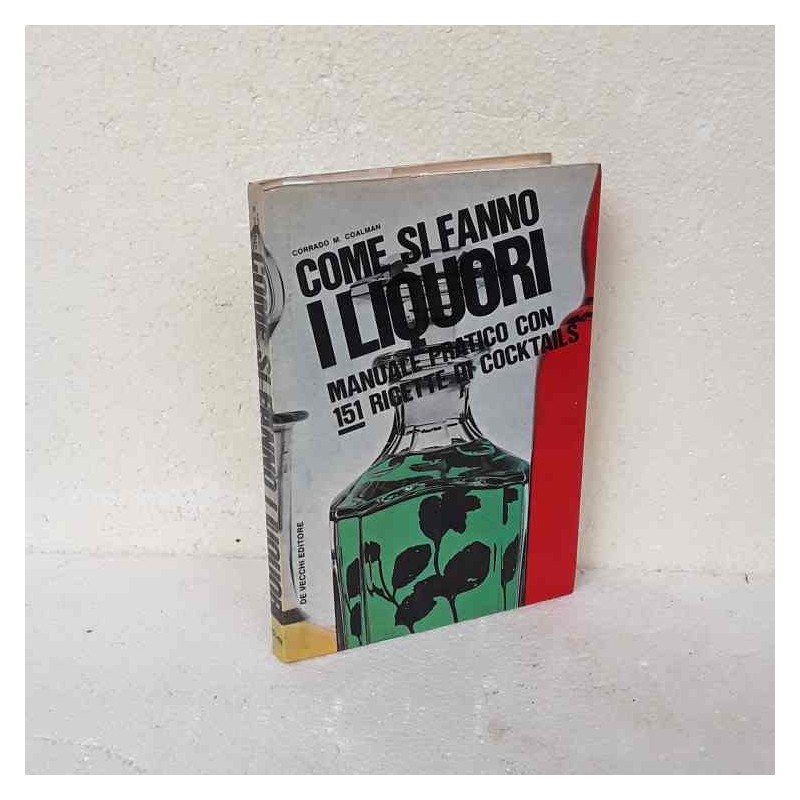 CORRADO M. COALMAN
COME SI FANNO
I LIQUORI
MANUALE PRATICO CON
151 RICETTE DI COCKTAILS
DE VECCHI EDITORE
COME SI FANNO I LIQUORI